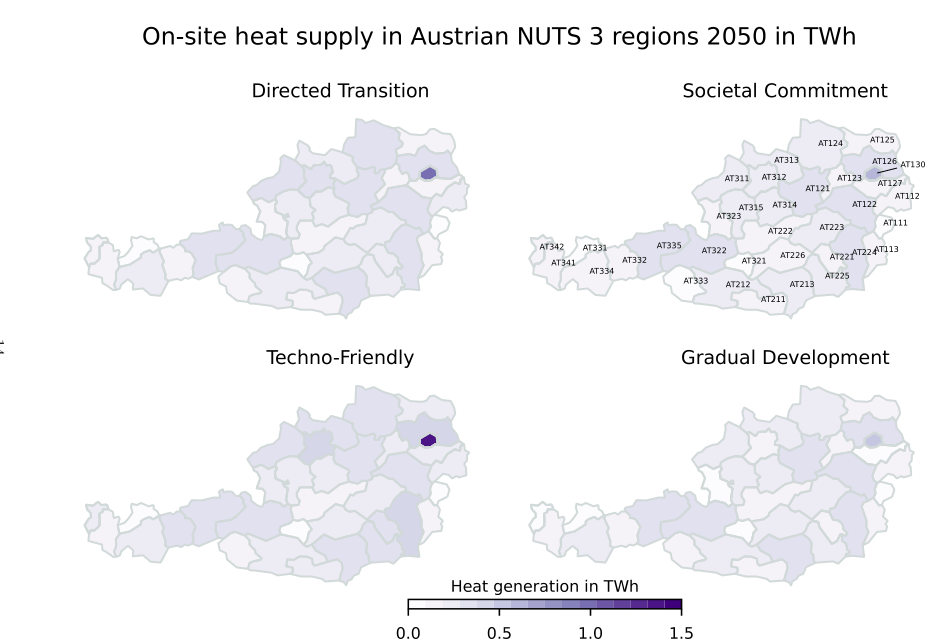 On-site heat supply in Austrian NUTS 3 regions 2050 in TWh
Directed Transition
Societal Commitment
AT124
AT125
AT313
AT126
AT130
AT311
AT312
AT123
AT127
AT121
AT112
AT315
AT314
AT122
AT323
AT111
AT222
AT223
AT342
AT331
AT335
AT322
AT224
AT113
AT341
AT332
AT321
AT226
AT221
AT334
AT333
AT212
AT213
AT225
AT211
Techno-Friendly
Gradual Development
Heat generation in TWh
0.0 0.5 1.0 1.5